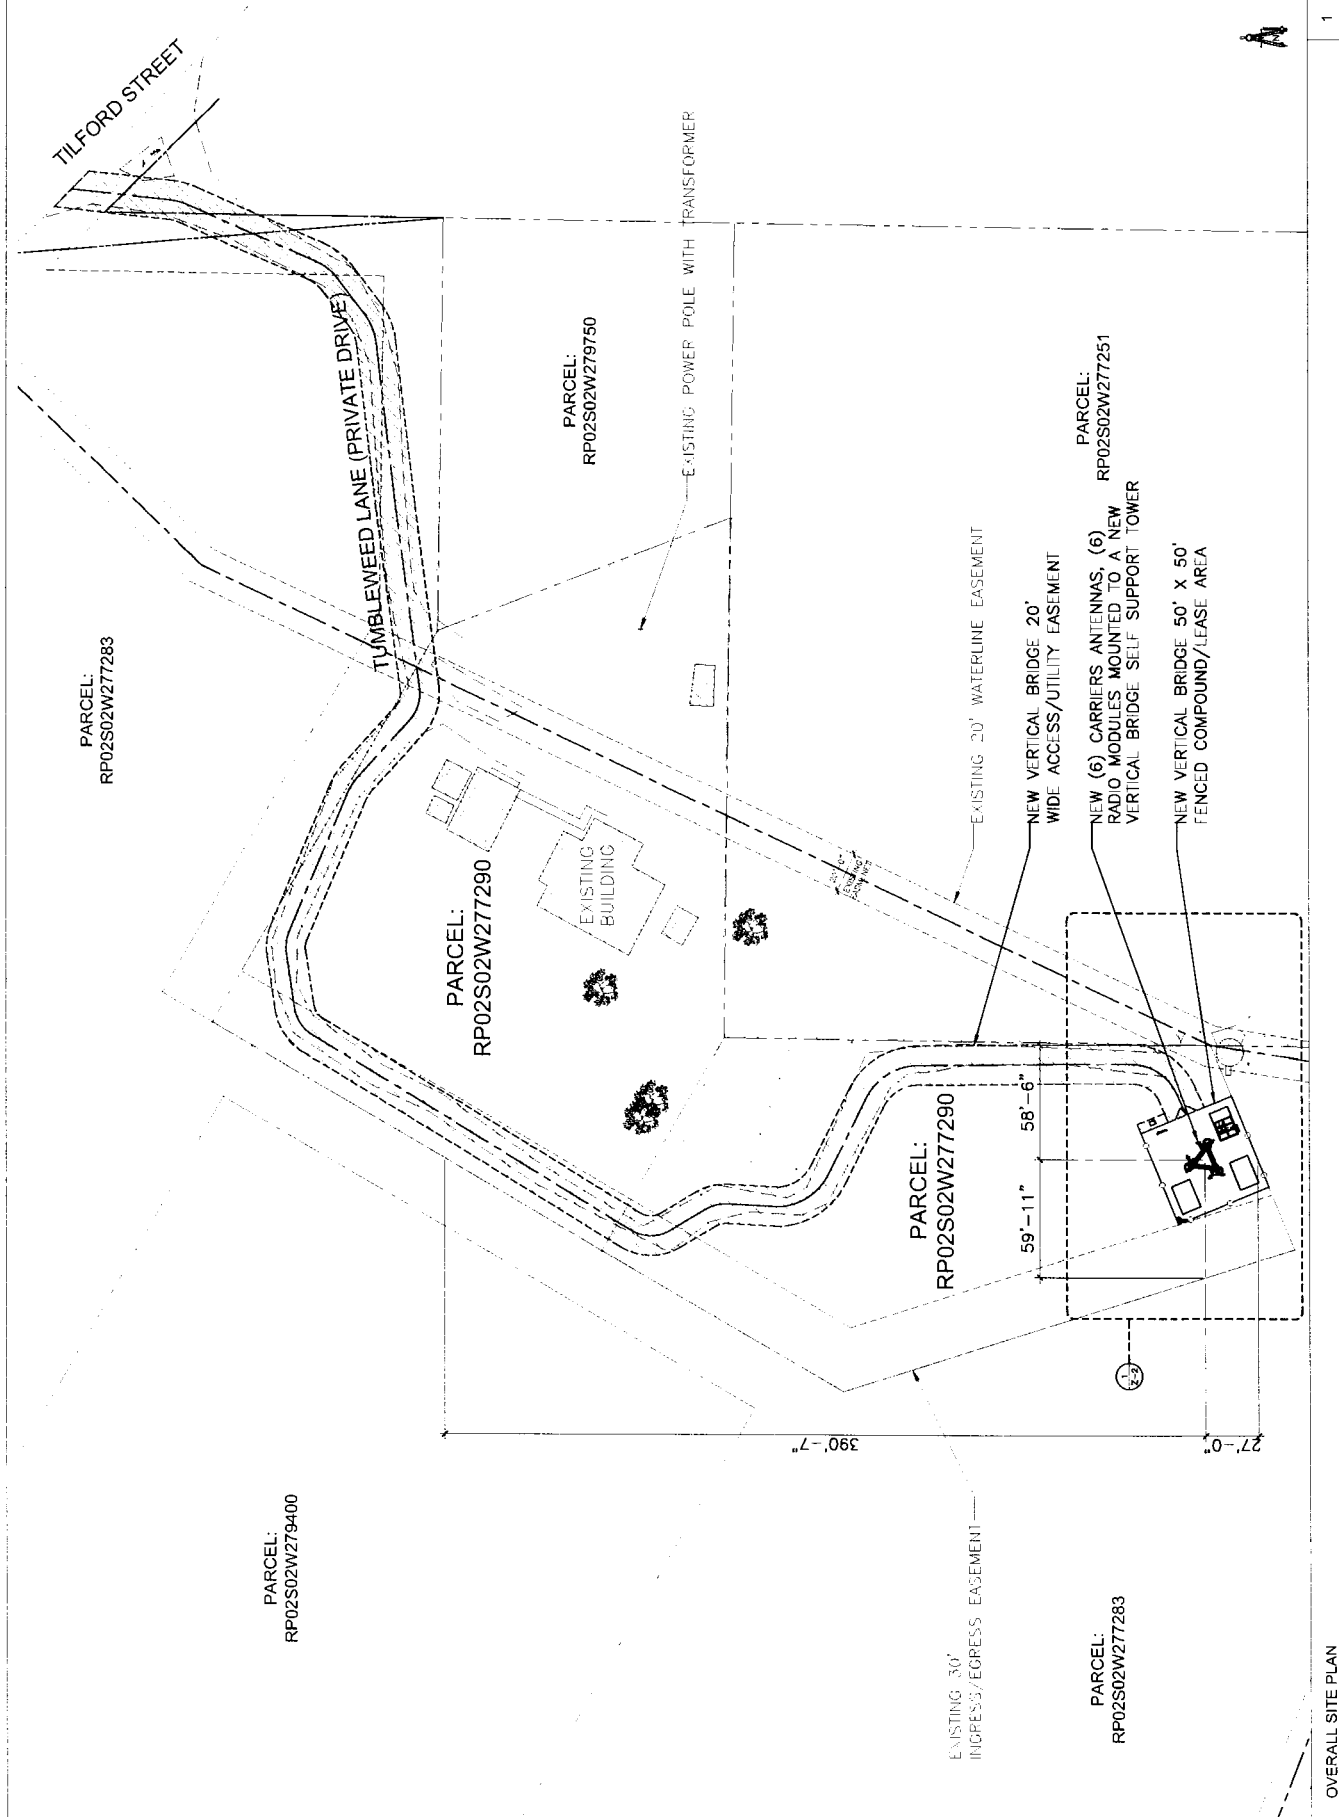 TILFORD STREET
TUMBLEWEED LANE (PRIVATE DRIVE)
PARCEL:
RP02S02W277283
PARCEL:
RP02S02W279750
EXISTING POWER POLE WITH TRANSFORMER
PARCEL:
RP02S02W277290
EXISTING
BUILDING
PARCEL:
RP02S02W277251
EXISTING 20' WATERLINE EASEMENT
NEW VERTICAL BRIDGE 20'
WIDE ACCESS/UTILITY EASEMENT
NEW (6) CARRIERS ANTENNAS, (6)
RADIO MODULES MOUNTED TO A NEW
VERTICAL BRIDGE SELF SUPPORT TOWER
NEW VERTICAL BRIDGE 50' X 50'
FENCED COMPOUND/LEASE AREA
PARCEL:
RP02S02W277290
59'-11"
58'-6"
1
Z-2
390'-7"
27'-0"
PARCEL:
RP02S02W279400
EXISTING 30'
INGRESS/EGRESS EASEMENT
PARCEL:
RP02S02W277283
OVERALL SITE PLAN
1